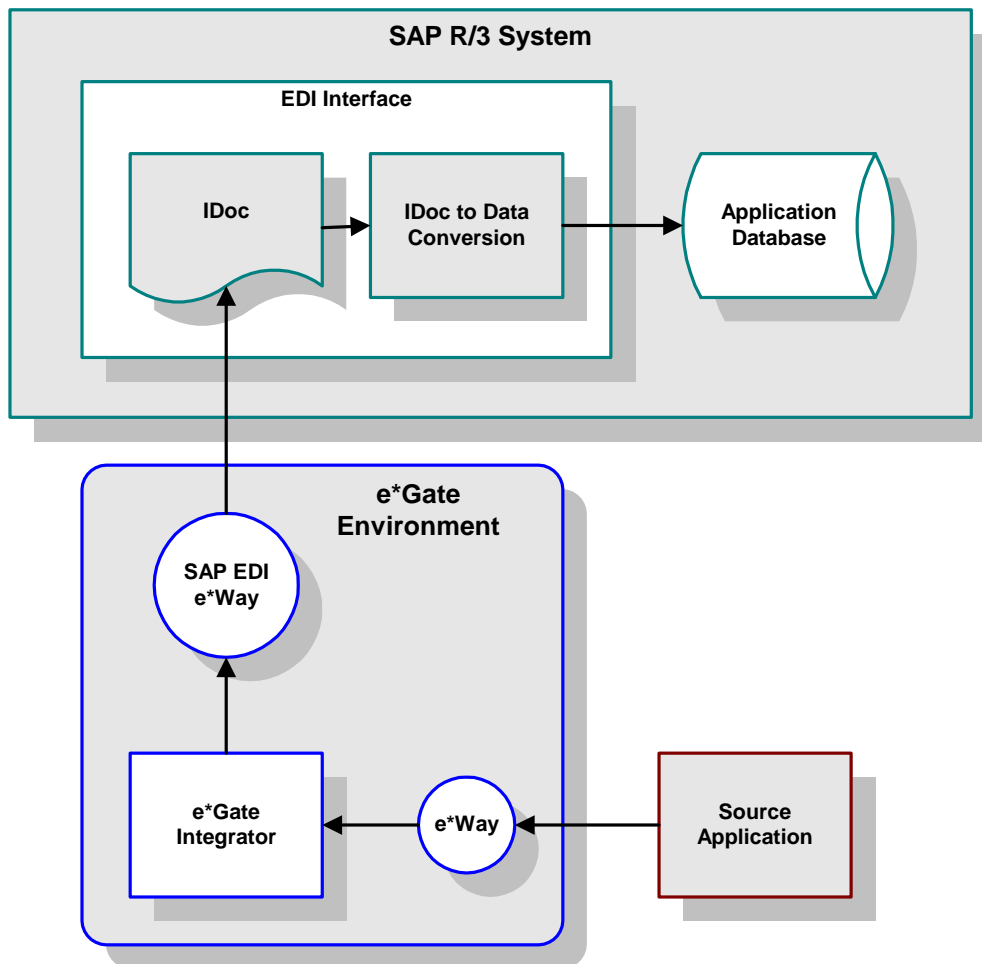 SAP R/3 System
EDI Interface
IDoc
IDoc to Data
Conversion
Application
Database
e*Gate
Environment
SAP EDI
e*Way
e*Gate
Integrator
e*Way
Source
Application